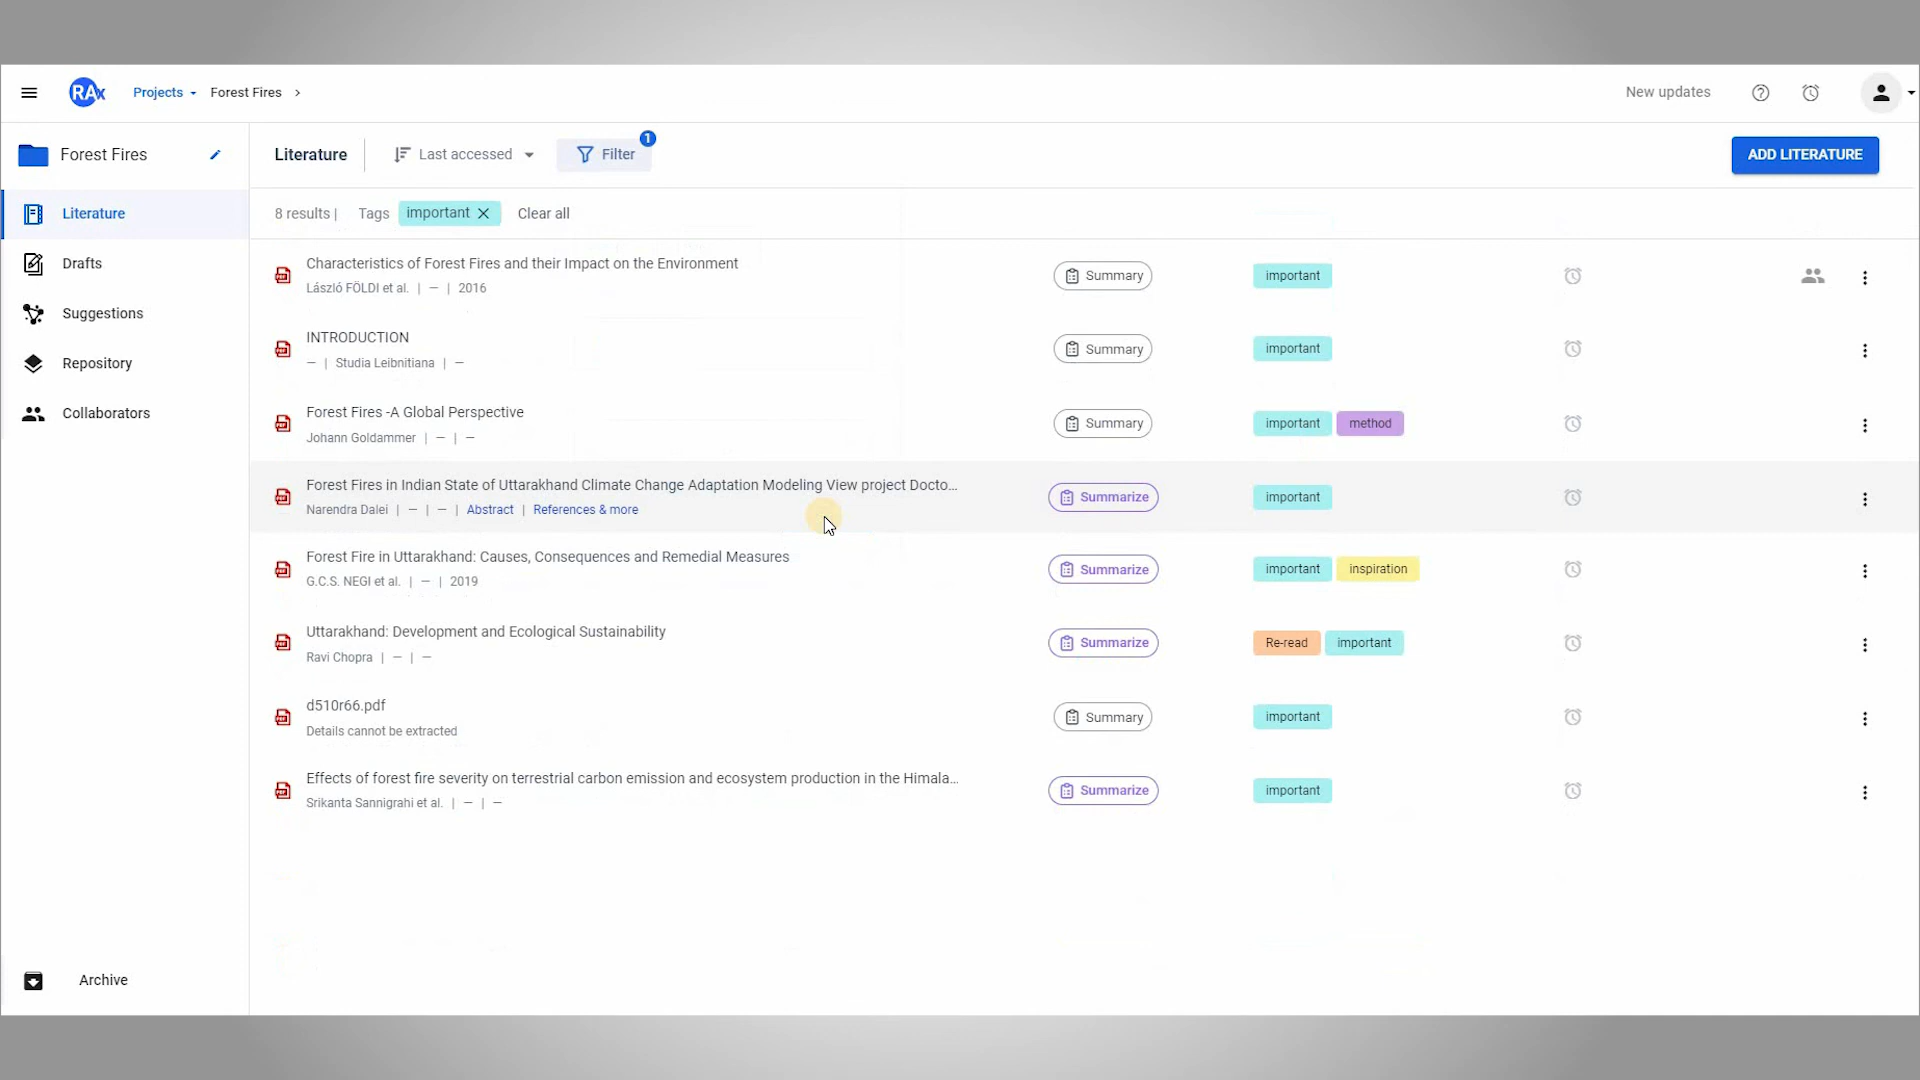 RAx Projects Forest Fires >
New updates
Forest Fires
Literature
Drafts
Suggestions
Repository
Collaborators
Archive
Literature Last accessed Filter 1
ADD LITERATURE
8 results | Tags important Clear all
Characteristics of Forest Fires and their Impact on the Environment
László FÖLDI et al. | — | 2016
Summary important
INTRODUCTION
— | Studia Leibnitiana | —
Summary important
Forest Fires -A Global Perspective
Johann Goldammer | — | —
Summary important method
Forest Fires in Indian State of Uttarakhand Climate Change Adaptation Modeling View project Docto...
Narendra Dalei | — | — | Abstract | References & more
Summarize important
Forest Fire in Uttarakhand: Causes, Consequences and Remedial Measures
G.C.S. NEGI et al. | — | 2019
Summarize important inspiration
Uttarakhand: Development and Ecological Sustainability
Ravi Chopra | — | —
Summarize Re-read important
d510r66.pdf
Details cannot be extracted
Summary important
Effects of forest fire severity on terrestrial carbon emission and ecosystem production in the Himala...
Srikanta Sannigrahi et al. | — | —
Summarize important